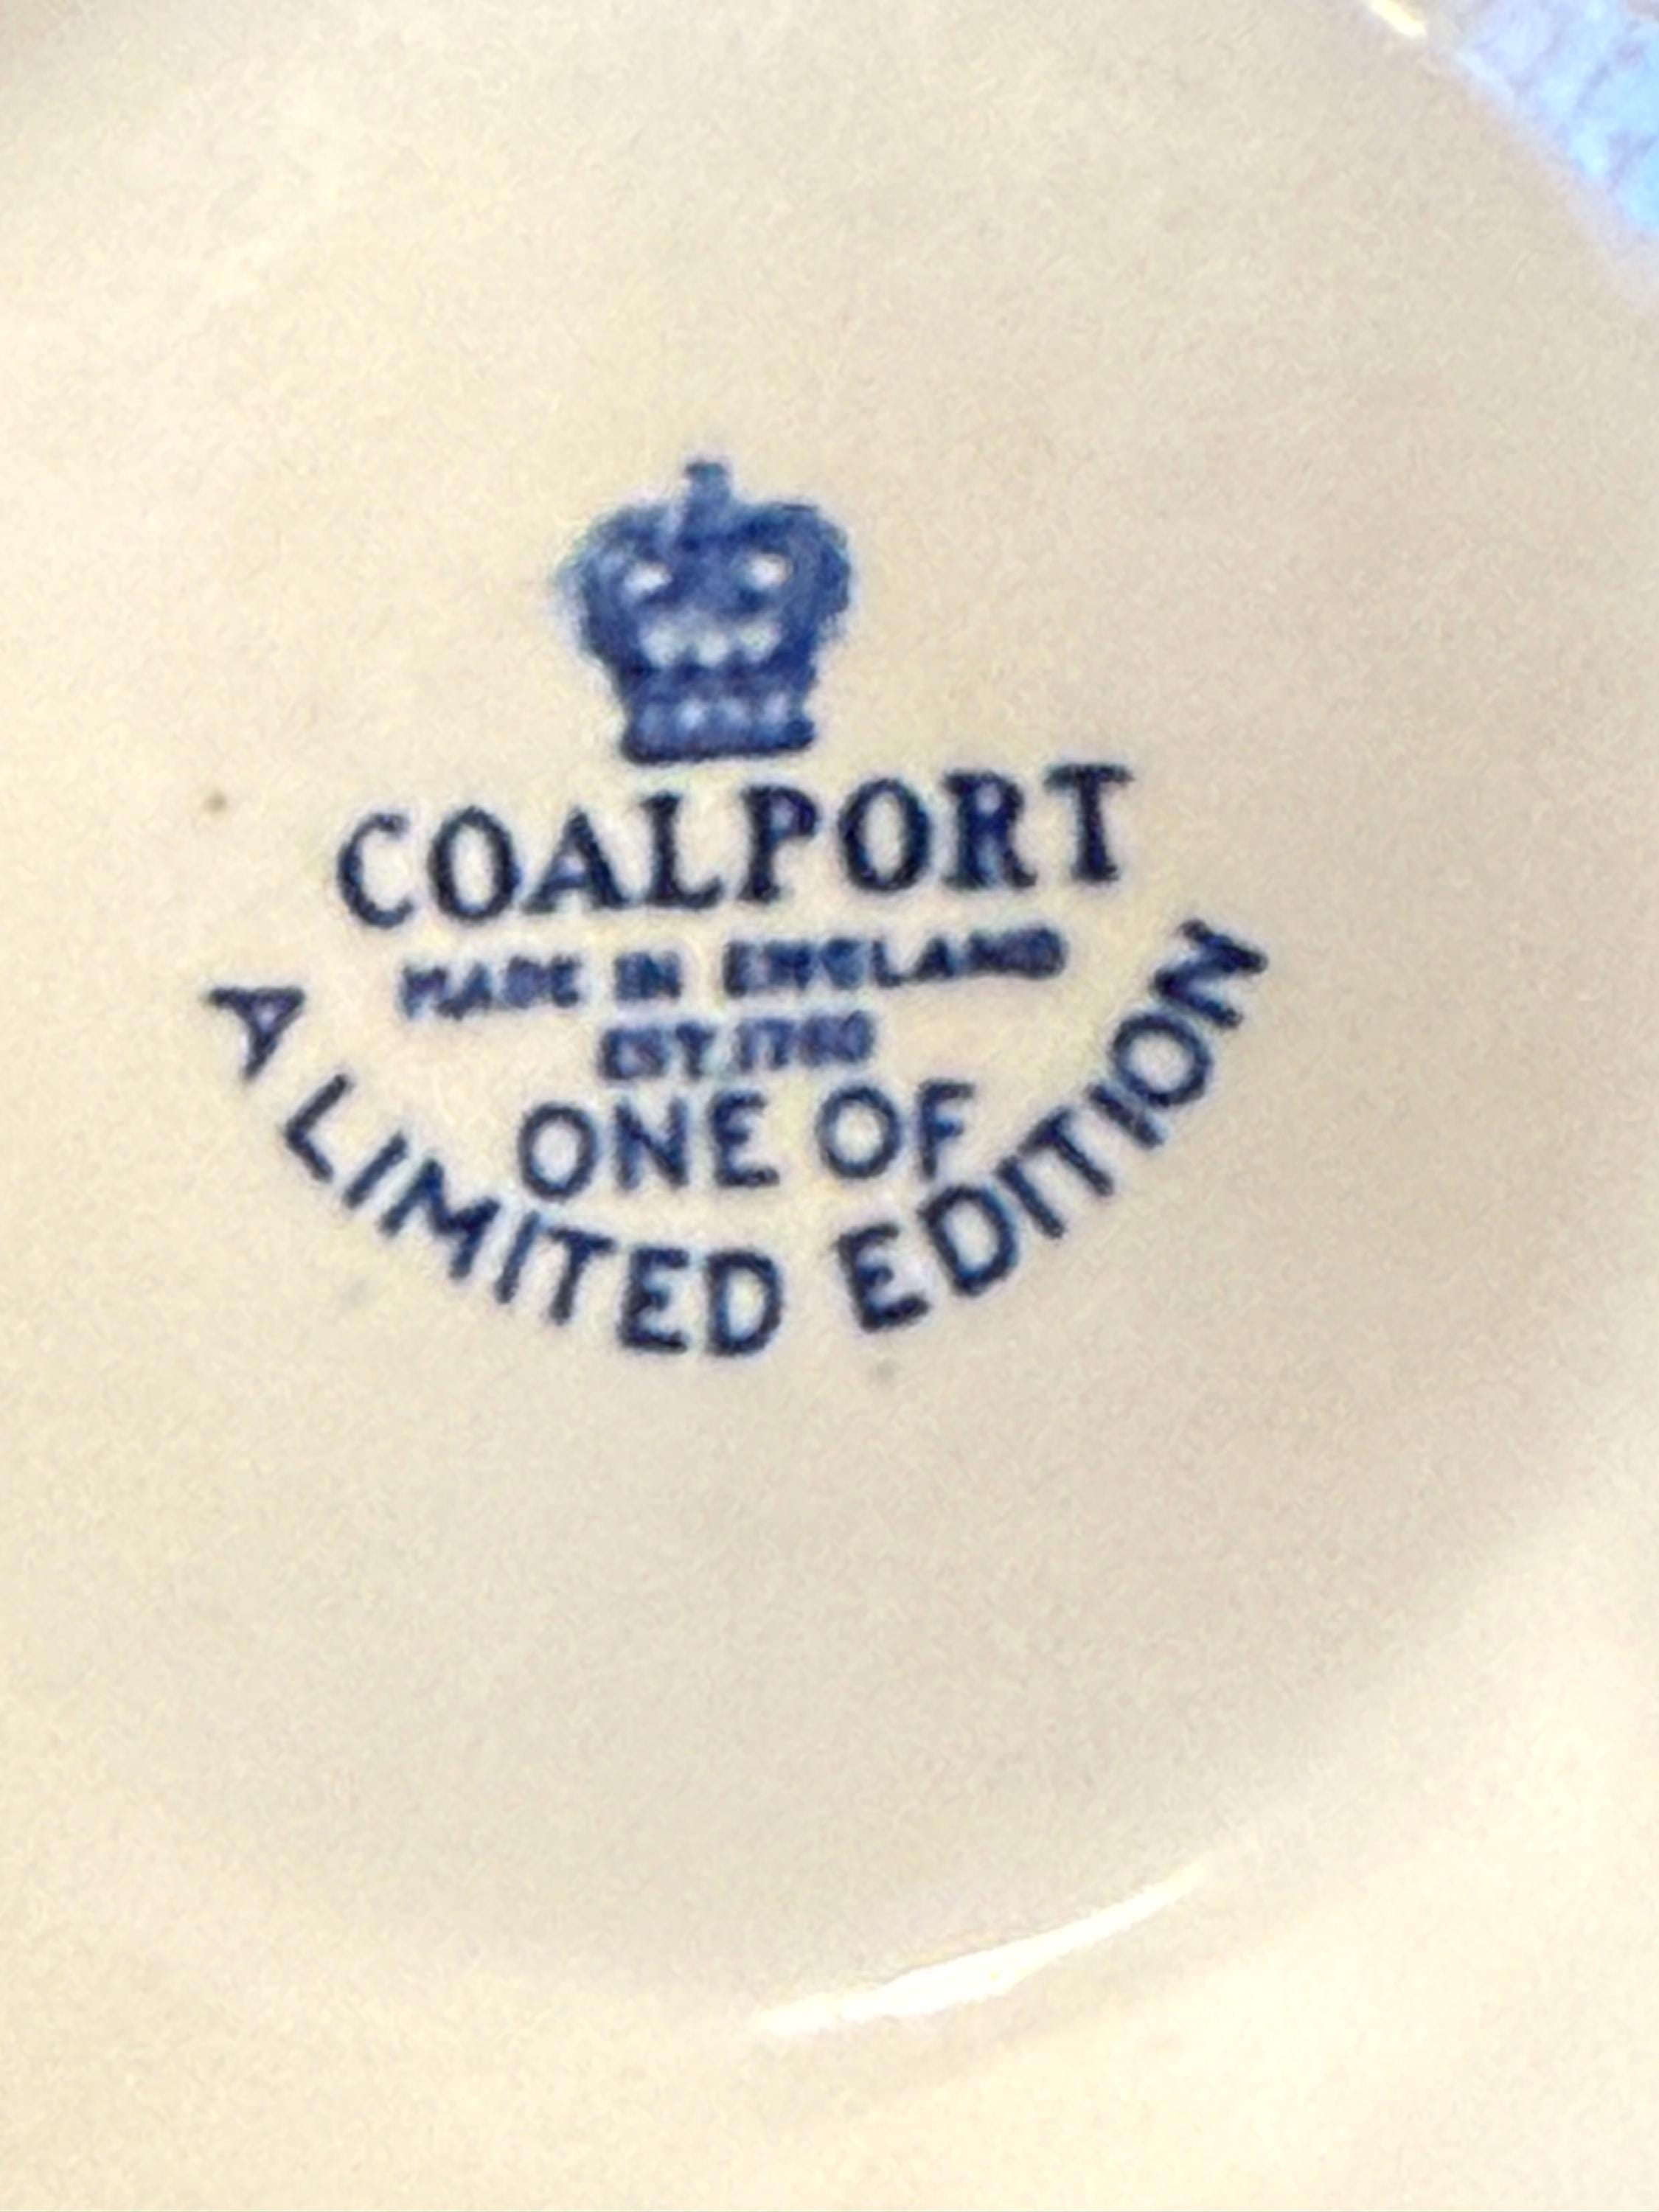 COALPORT
MADE IN ENGLAND
EST. 1750
ONE OF
A LIMITED EDITION